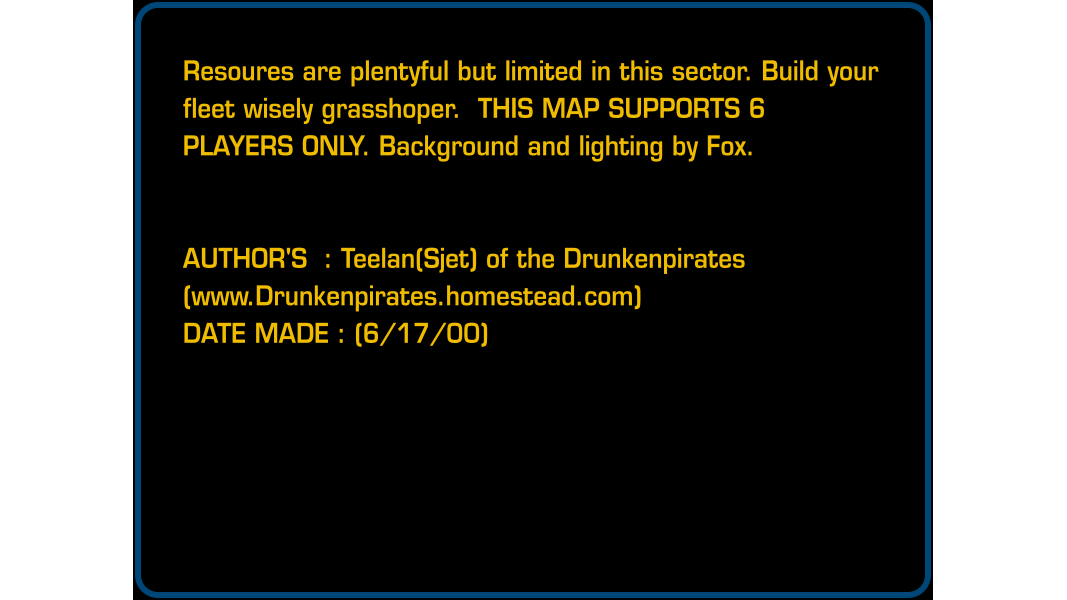 Resoures are plentyful but limited in this sector. Build your
fleet wisely grasshoper.  THIS MAP SUPPORTS 6
PLAYERS ONLY. Background and lighting by Fox.
AUTHOR'S  : Teelan(Sjet) of the Drunkenpirates
(www.Drunkenpirates.homestead.com)
DATE MADE : (6/17/00)